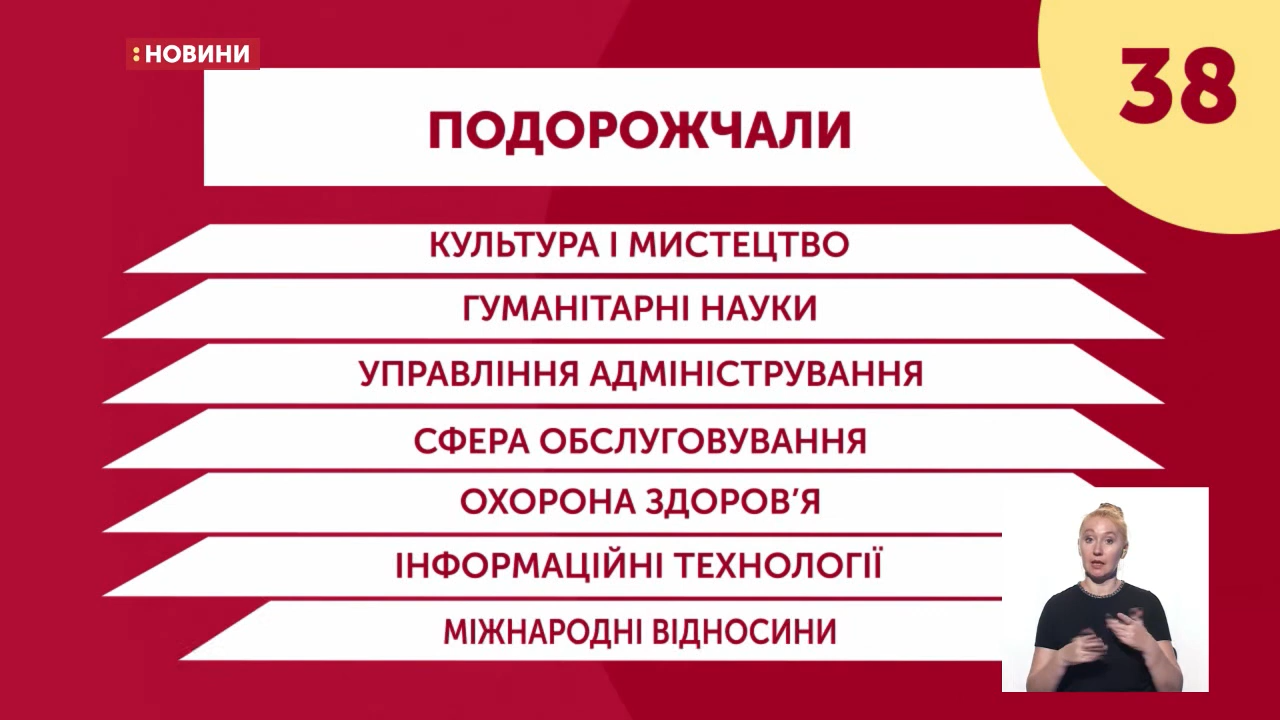 :НОВИНИ
38
ПОДОРОЖЧАЛИ
КУЛЬТУРА І МИСТЕЦТВО
ГУМАНІТАРНІ НАУКИ
УПРАВЛІННЯ АДМІНІСТРУВАННЯ
СФЕРА ОБСЛУГОВУВАННЯ
ОХОРОНА ЗДОРОВ’Я
ІНФОРМАЦІЙНІ ТЕХНОЛОГІЇ
МІЖНАРОДНІ ВІДНОСИНИ